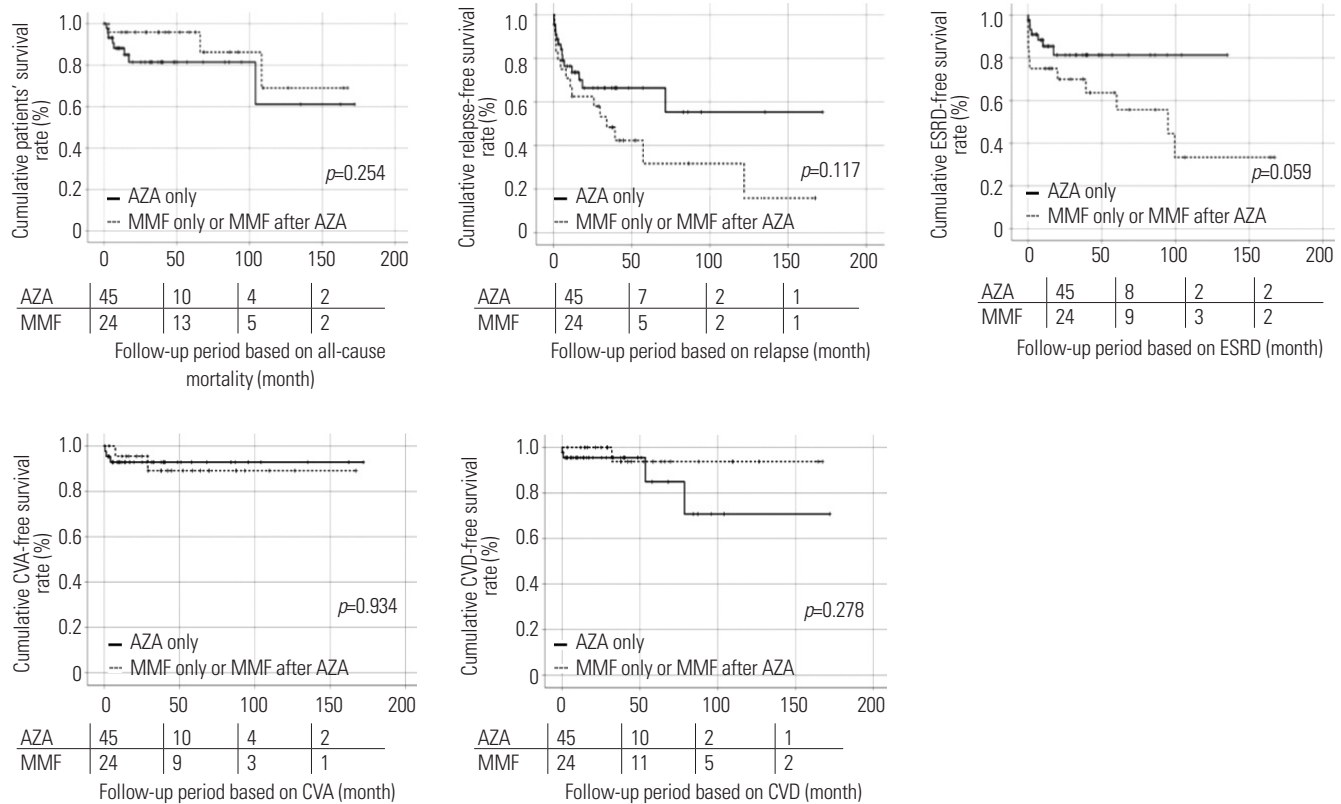 Cumulative patients' survival
rate (%)
1.0
0.8
0.6
0.4
0.2
0
p=0.254
AZA only
MMF only or MMF after AZA
0 50 100 150 200
AZA 45 10 4 2
MMF 24 13 5 2
Follow-up period based on all-cause
mortality (month)
Cumulative relapse-free survival
rate (%)
1.0
0.8
0.6
0.4
0.2
0
p=0.117
AZA only
MMF only or MMF after AZA
0 50 100 150 200
AZA 45 7 2 1
MMF 24 5 2 1
Follow-up period based on relapse (month)
Cumulative ESRD-free survival
rate (%)
1.0
0.8
0.6
0.4
0.2
0
p=0.059
AZA only
MMF only or MMF after AZA
0 50 100 150 200
AZA 45 8 2 2
MMF 24 9 3 2
Follow-up period based on ESRD (month)
Cumulative CVA-free survival
rate (%)
1.0
0.8
0.6
0.4
0.2
0
p=0.934
AZA only
MMF only or MMF after AZA
0 50 100 150 200
AZA 45 10 4 2
MMF 24 9 3 1
Follow-up period based on CVA (month)
Cumulative CVD-free survival
rate (%)
1.0
0.8
0.6
0.4
0.2
0
p=0.278
AZA only
MMF only or MMF after AZA
0 50 100 150 200
AZA 45 10 2 1
MMF 24 11 5 2
Follow-up period based on CVD (month)